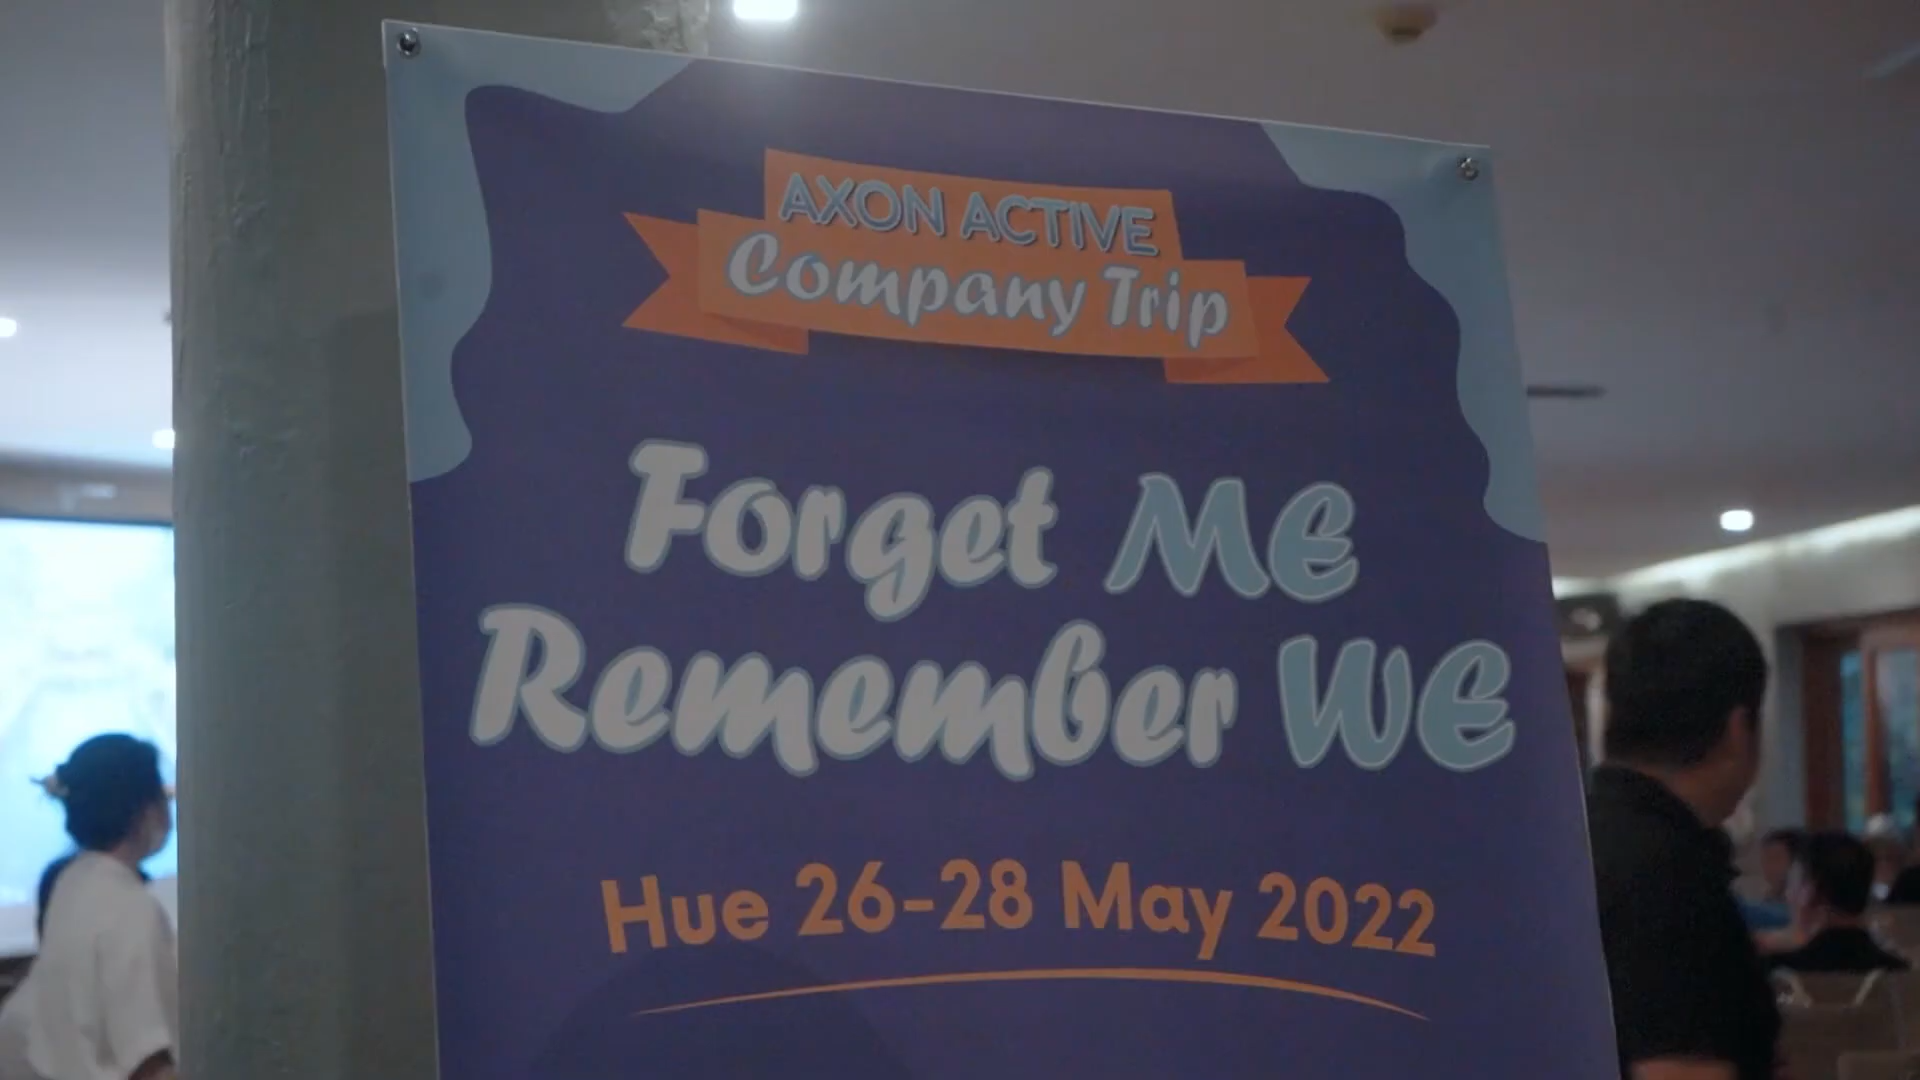 AXON ACTIVE
Company Trip
Forget ME
Remember WE
Hue 26-28 May 2022